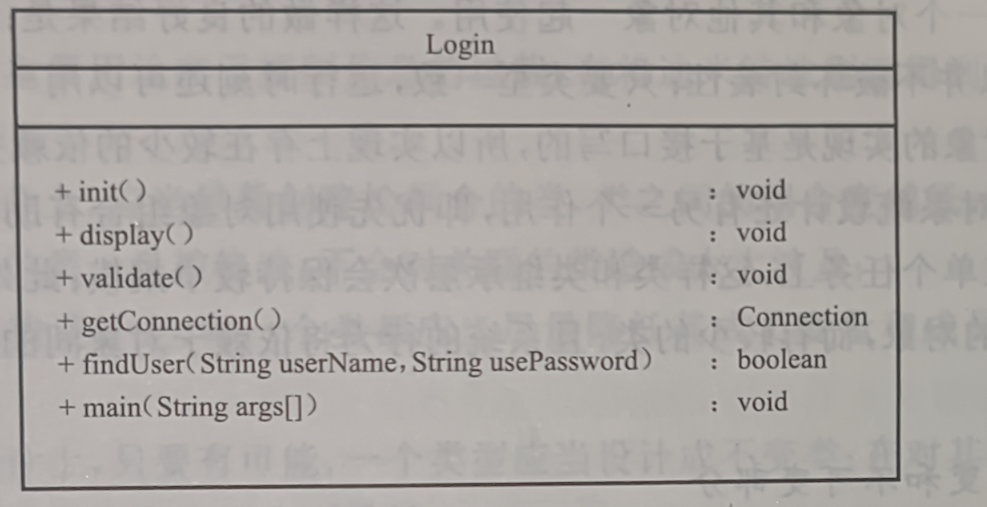 Login
+ init() : void
+ display() : void
+ validate() : void
+ getConnection() : Connection
+ findUser(String userName, String usePassword) : boolean
+ main(String args[]) : void